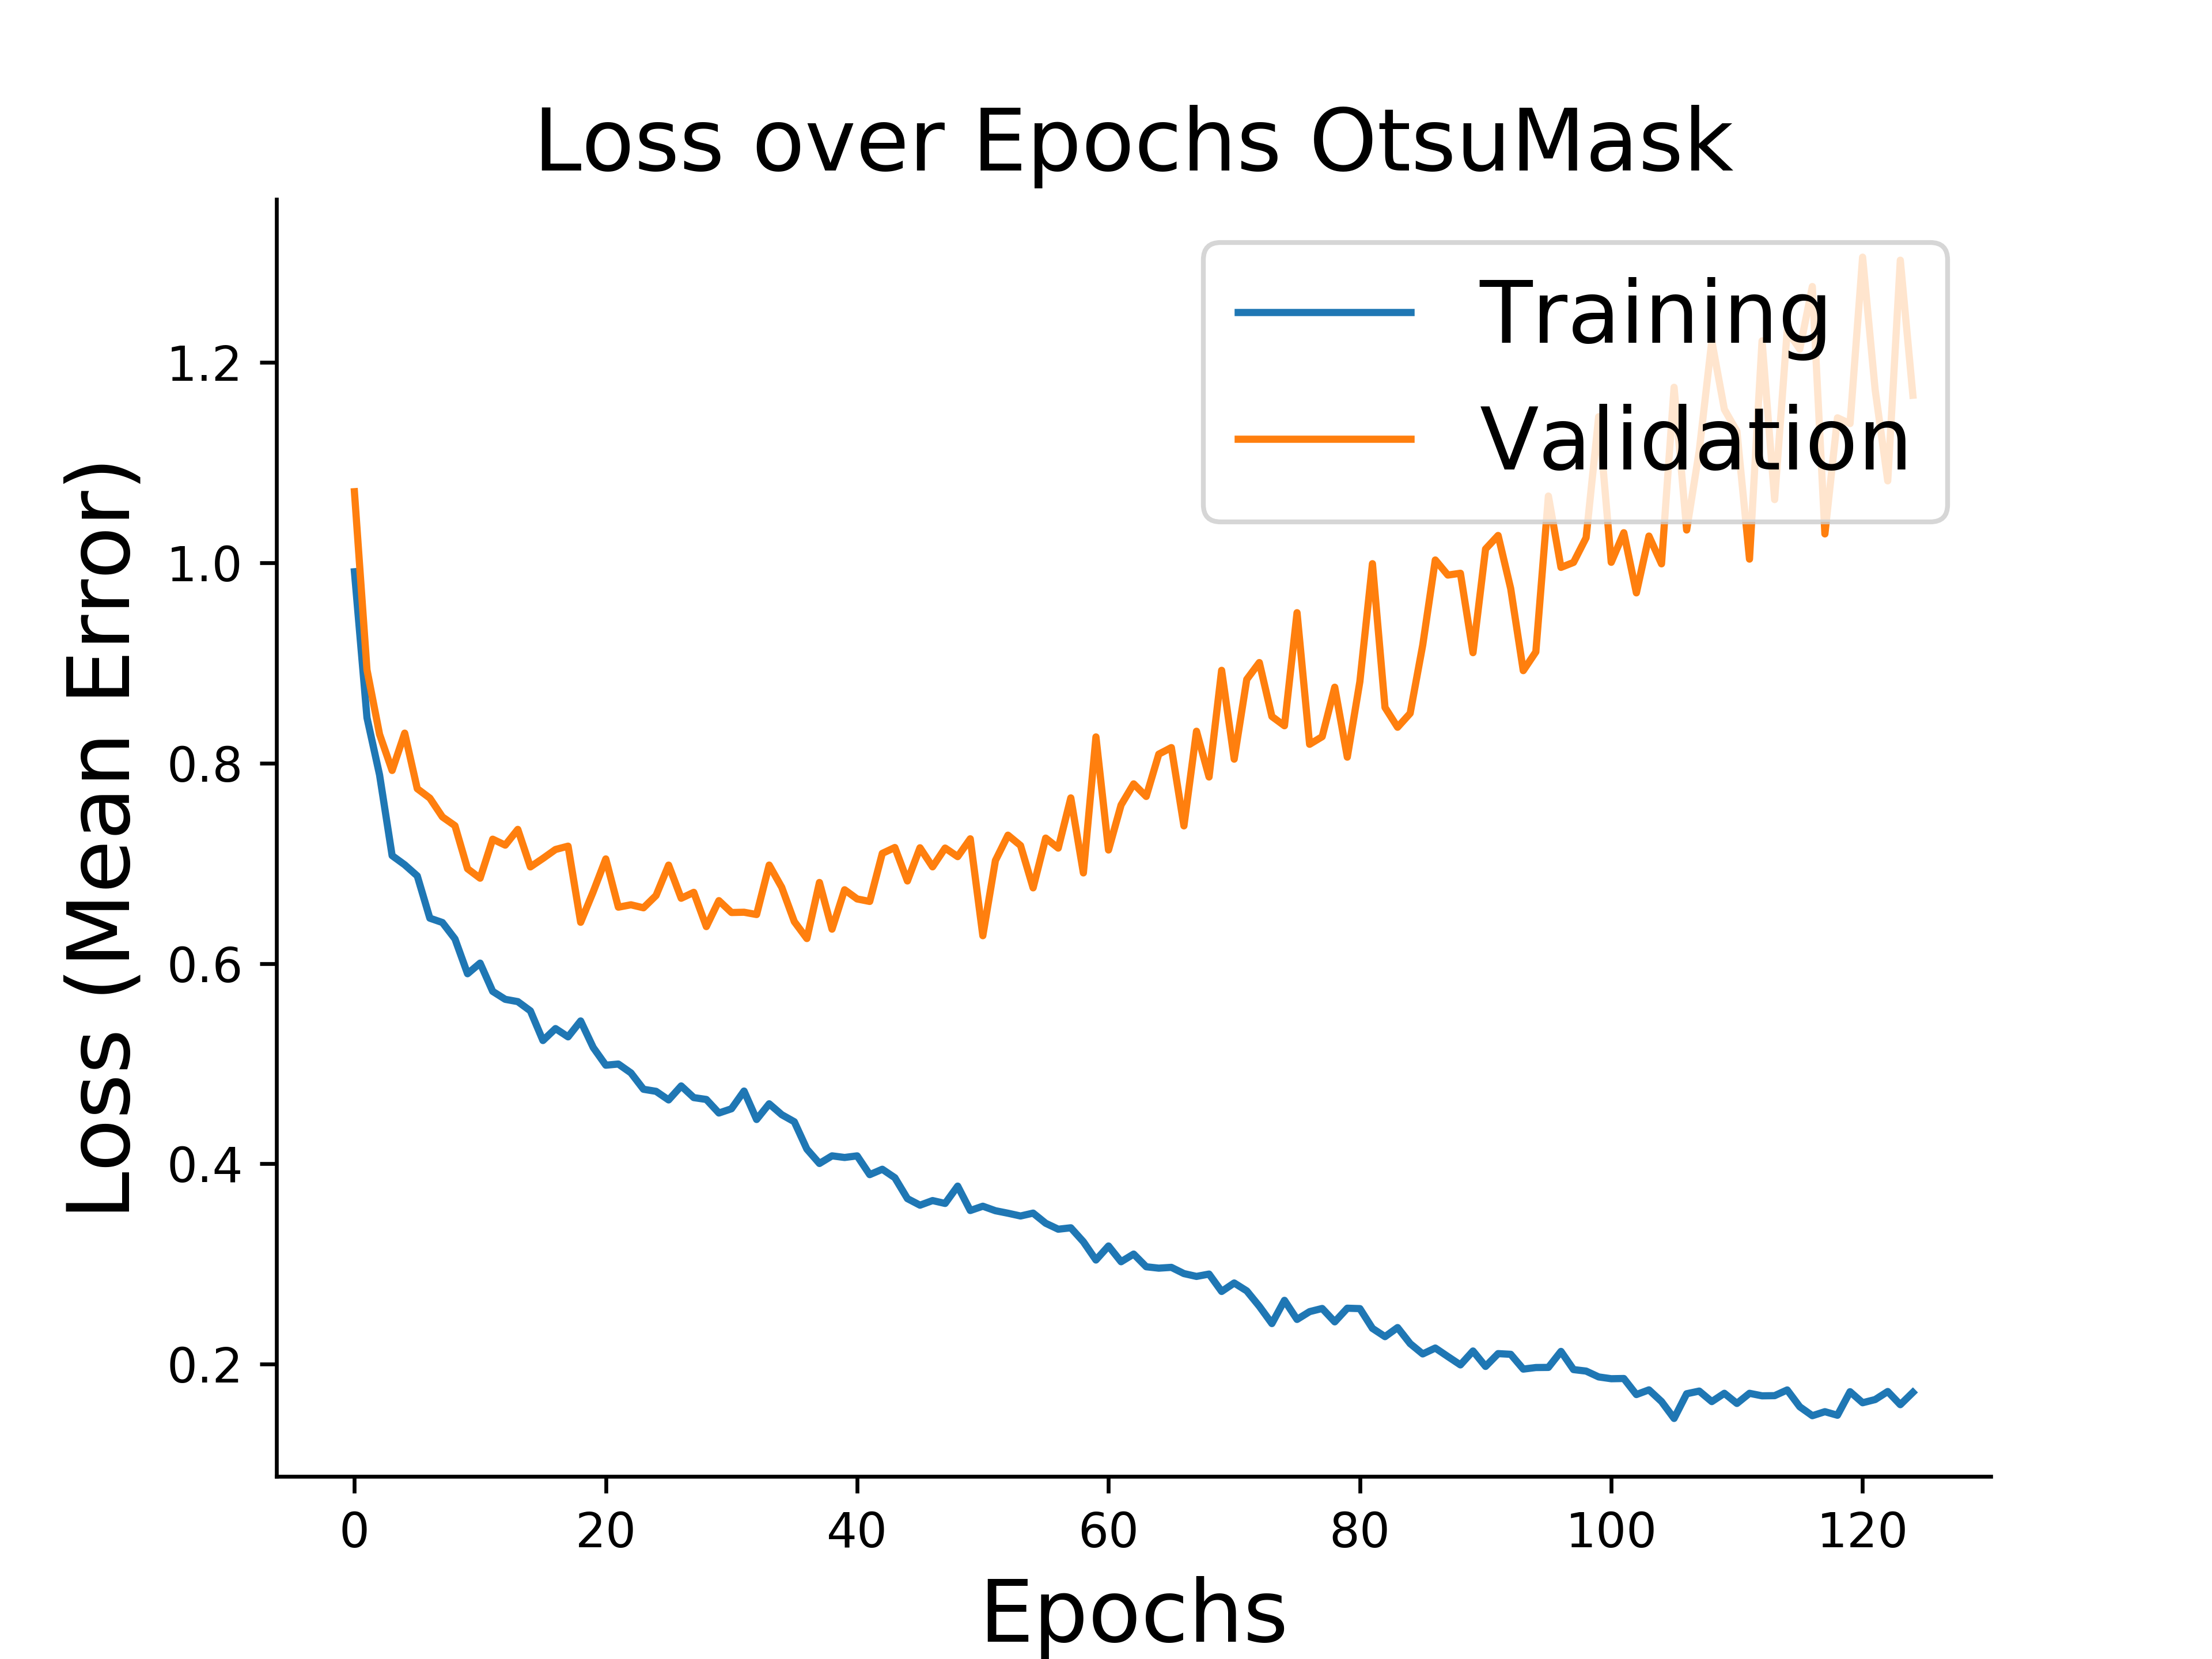 Loss over Epochs OtsuMask
Training
Validation
Loss (Mean Error)
1.2
1.0
0.8
0.6
0.4
0.2
0 20 40 60 80 100 120
Epochs